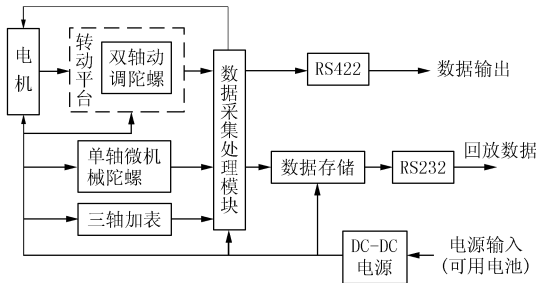 电机
转动平台
双轴动
调陀螺
数据采集处理模块
RS422
数据输出
单轴微机
械陀螺
三轴加表
数据存储
RS232
回放数据
DC-DC
电源
电源输入
(可用电池)